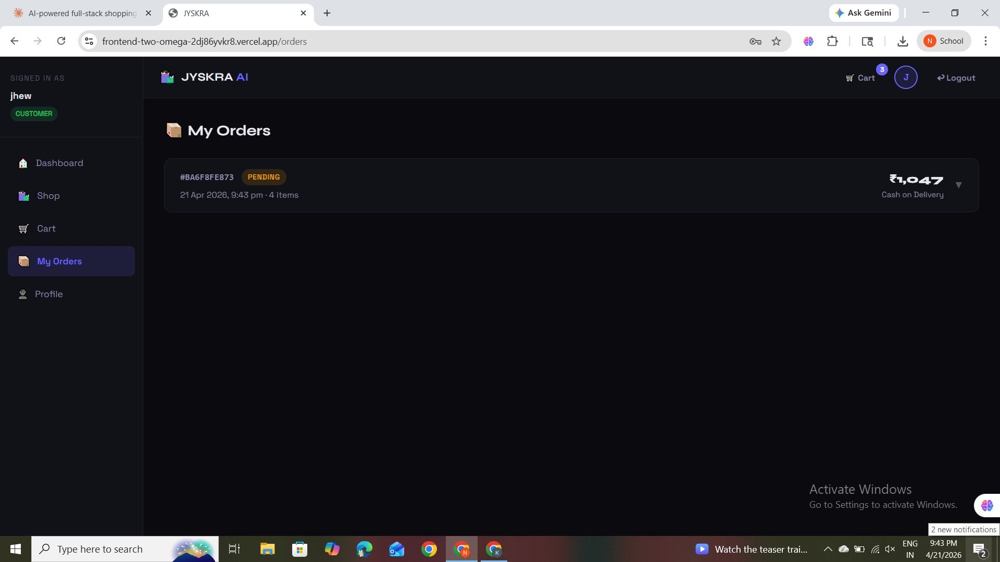 AI-powered full-stack shopping
JYSKRA
Ask Gemini
frontend-two-omega-2dj86yvkr8.vercel.app/orders
N School
SIGNED IN AS
jhew
CUSTOMER
JYSKRA AI
Cart 3
J
Logout
Dashboard
Shop
Cart
My Orders
Profile
My Orders
#BA6F8FE873 PENDING
21 Apr 2026, 9:43 pm · 4 items
₹1,047
Cash on Delivery
Activate Windows
Go to Settings to activate Windows.
2 new notifications
Type here to search
N
K
Watch the teaser trai...
ENG
IN
9:43 PM
4/21/2026
2